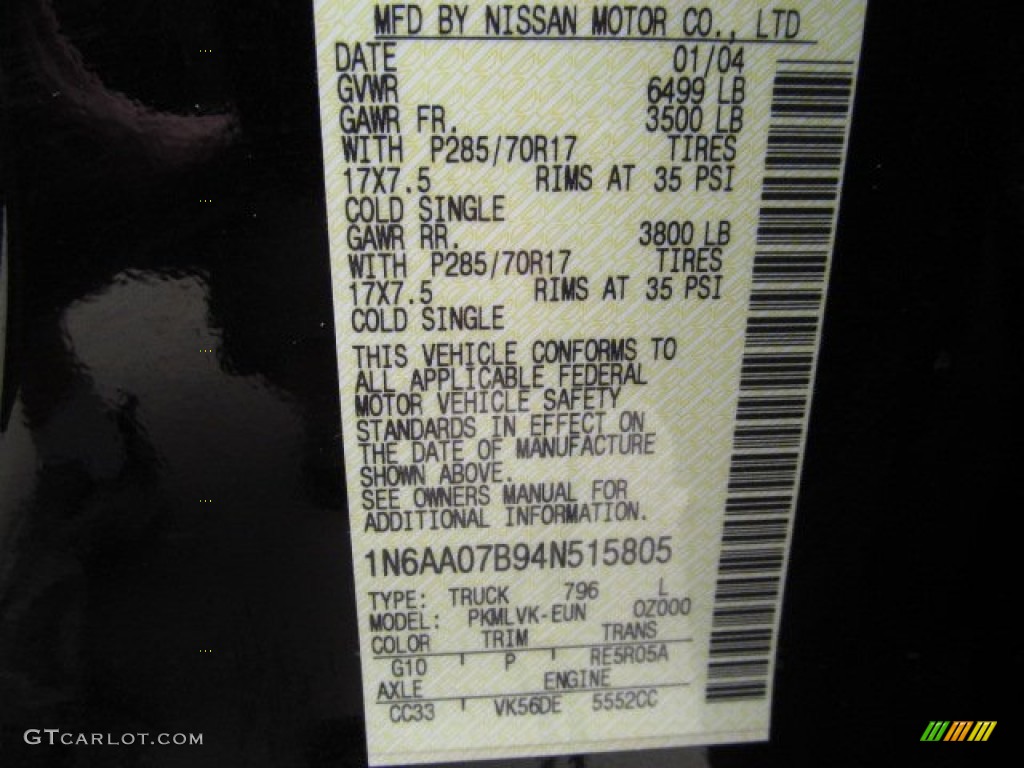 MFD BY NISSAN MOTOR CO., LTD
DATE 01/04
GVWR 6499 LB
GAWR FR. 3500 LB
WITH P285/70R17 TIRES
17X7.5 RIMS AT 35 PSI
COLD SINGLE
GAWR RR. 3800 LB
WITH P285/70R17 TIRES
17X7.5 RIMS AT 35 PSI
COLD SINGLE
THIS VEHICLE CONFORMS TO
ALL APPLICABLE FEDERAL
MOTOR VEHICLE SAFETY
STANDARDS IN EFFECT ON
THE DATE OF MANUFACTURE
SHOWN ABOVE.
SEE OWNERS MANUAL FOR
ADDITIONAL INFORMATION.
1N6AA07B94N515805
TYPE: TRUCK 796 L
MODEL: PKMLVK-EUN 0Z000
COLOR TRIM TRANS
G10 P RE5R05A
AXLE ENGINE
CC33 VK56DE 5552CC
GTCARLOT.COM